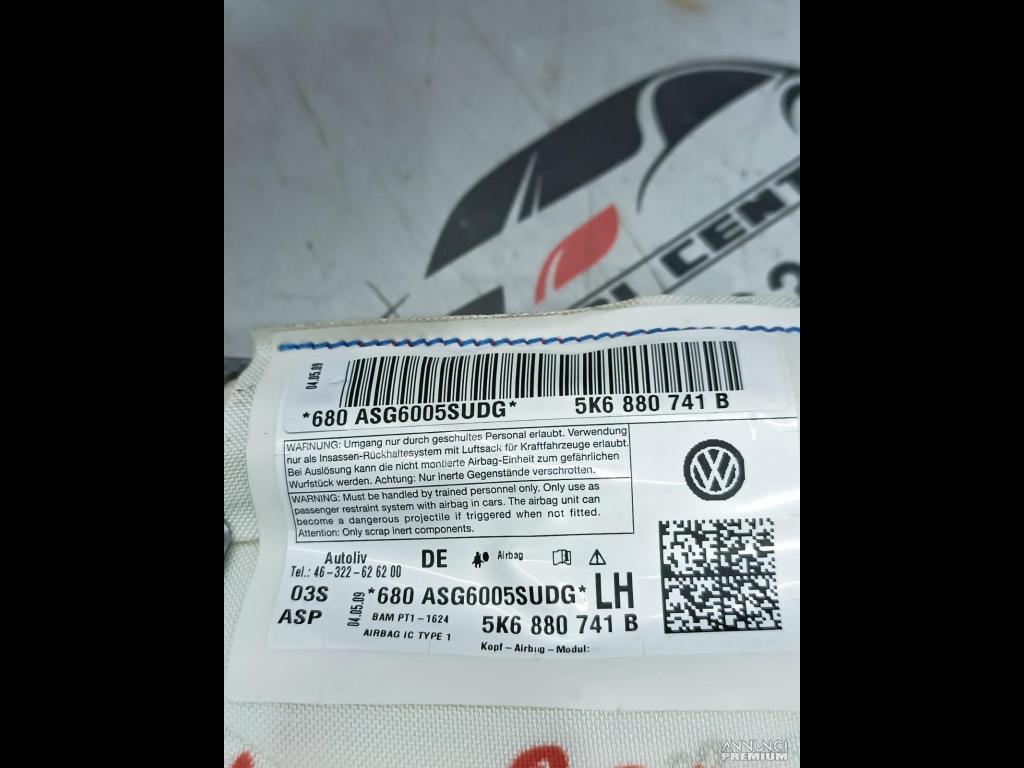 CENT
04.05.09
*680 ASG6005SUDG* 5K6 880 741 B
WARNUNG: Umgang nur durch geschultes Personal erlaubt. Verwendung
nur als Insassen-Rückhaltesystem mit Luftsack für Kraftfahrzeuge erlaubt.
Bei Auslösung kann die nicht montierte Airbag-Einheit zum gefährlichen
Wurfstück werden. Achtung: Nur inerte Gegenstände verschrotten.
WARNING: Must be handled by trained personnel only. Only use as
passenger restraint system with airbag in cars. The airbag unit can
become a dangerous projectile if triggered when not fitted.
Attention: Only scrap inert components.
Autoliv DE Airbag
Tel.: 46-322-62 62 00
03S 04.05.09 *680 ASG6005SUDG* LH
ASP BAM PT1-1624 5K6 880 741 B
AIRBAG IC TYPE 1
Kopf-Airbag-Modul:
ANNUNCI
PREMIUM